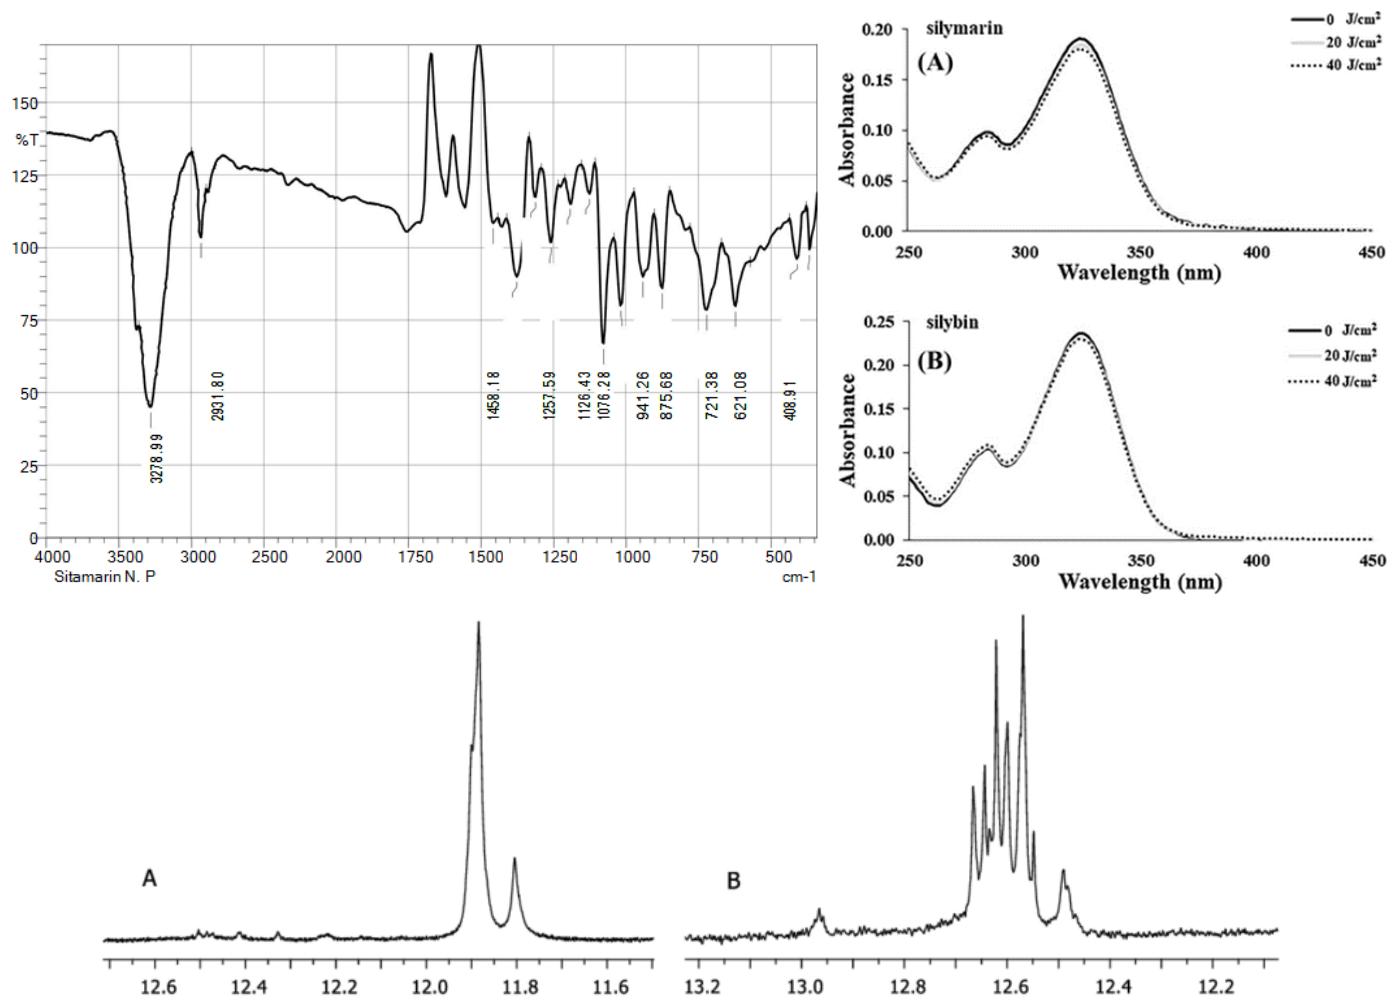 150
%T
125
100
75
50
25
0
3278.99
2931.80
1458.18
1257.59
1126.43
1076.28
941.26
875.68
721.38
621.08
408.91
4000 3500 3000 2500 2000 1750 1500 1250 1000 750 500
Sitamarin N. P cm-1
silymarin
(A)
0 J/cm²
20 J/cm²
40 J/cm²
Absorbance
0.20
0.15
0.10
0.05
0.00
250 300 350 400 450
Wavelength (nm)
silybin
(B)
0 J/cm²
20 J/cm²
40 J/cm²
Absorbance
0.25
0.20
0.15
0.10
0.05
0.00
250 300 350 400 450
Wavelength (nm)
A
12.6 12.4 12.2 12.0 11.8 11.6
B
13.2 13.0 12.8 12.6 12.4 12.2